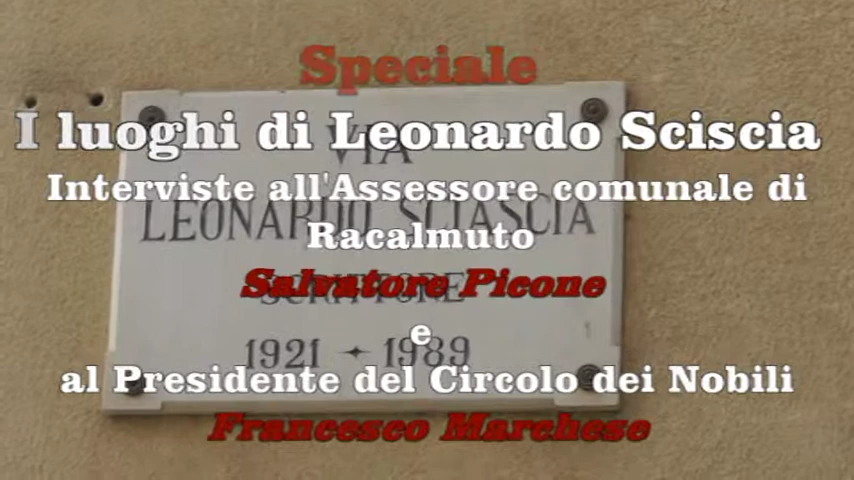 Speciale
I luoghi di Leonardo Sciscia
VIA
Interviste all'Assessore comunale di
LEONARDO SCIASCIA
Racalmuto
Salvatore Picone
SCRITTORE
e
1921 - 1989
al Presidente del Circolo dei Nobili
Francesco Marchese